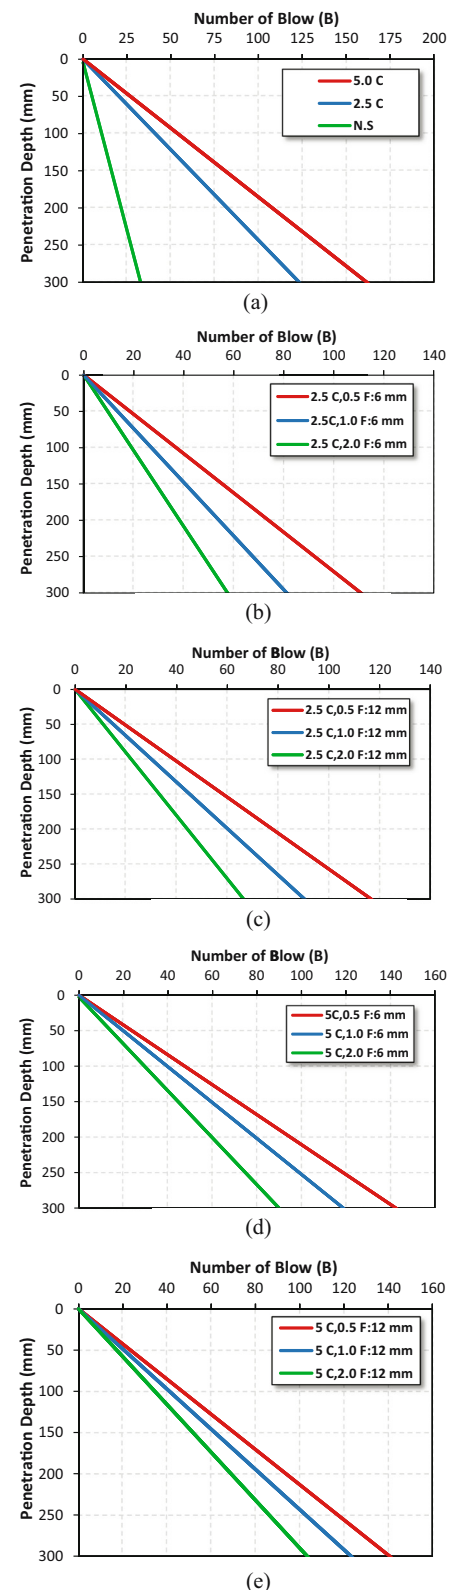 Number of Blow (B)
0 25 50 75 100 125 150 175 200
Penetration Depth (mm)
0
50
100
150
200
250
300
5.0 C
2.5 C
N.S
(a)
Number of Blow (B)
0 20 40 60 80 100 120 140
Penetration Depth (mm)
0
50
100
150
200
250
300
2.5 C,0.5 F:6 mm
2.5C,1.0 F:6 mm
2.5 C,2.0 F:6 mm
(b)
Number of Blow (B)
0 20 40 60 80 100 120 140
Penetration Depth (mm)
0
50
100
150
200
250
300
2.5 C,0.5 F:12 mm
2.5 C,1.0 F:12 mm
2.5 C,2.0 F:12 mm
(c)
Number of Blow (B)
0 20 40 60 80 100 120 140 160
Penetration Depth (mm)
0
50
100
150
200
250
300
5C,0.5 F:6 mm
5 C,1.0 F:6 mm
5 C,2.0 F:6 mm
(d)
Number of Blow (B)
0 20 40 60 80 100 120 140 160
Penetration Depth (mm)
0
50
100
150
200
250
300
5 C,0.5 F:12 mm
5 C,1.0 F:12 mm
5 C,2.0 F:12 mm
(e)